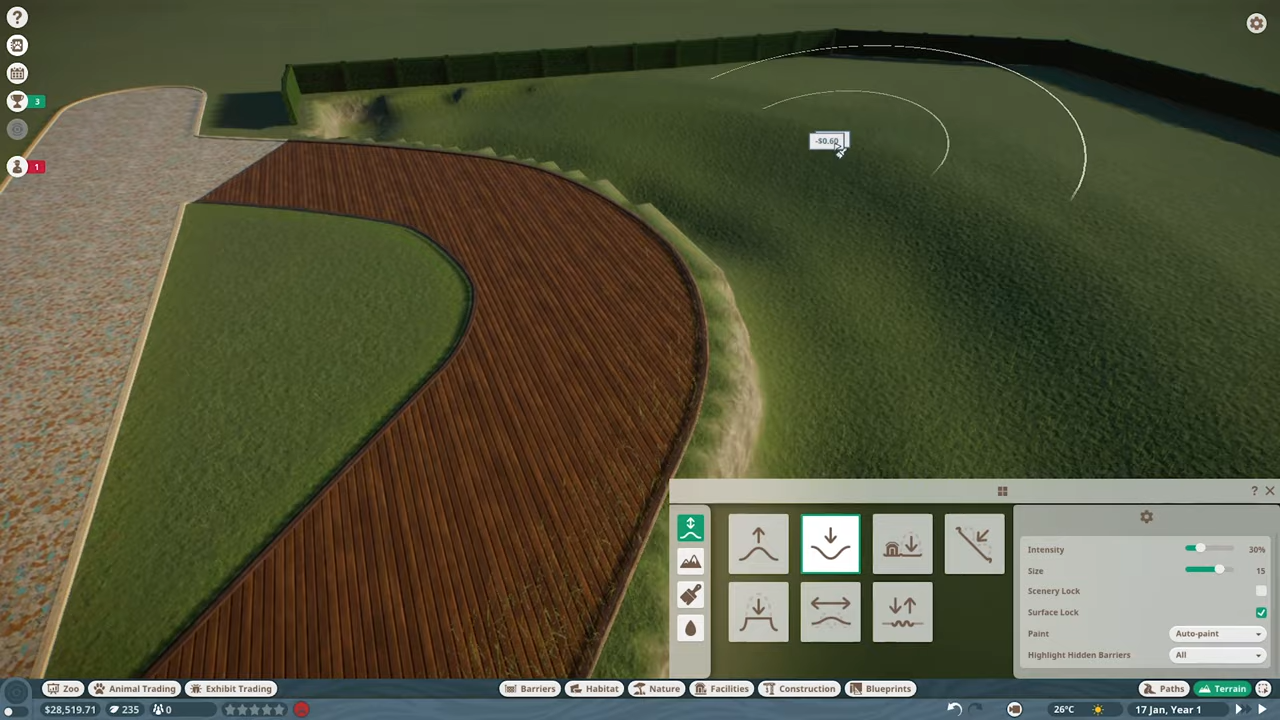 3
1
-$0.60
?
Intensity 30%
Size 15
Scenery Lock
Surface Lock
Paint Auto-paint
Highlight Hidden Barriers All
Zoo Animal Trading Exhibit Trading Barriers Habitat Nature Facilities Construction Blueprints Paths Terrain
$28,519.71 235 0 26°C 17 Jan, Year 1